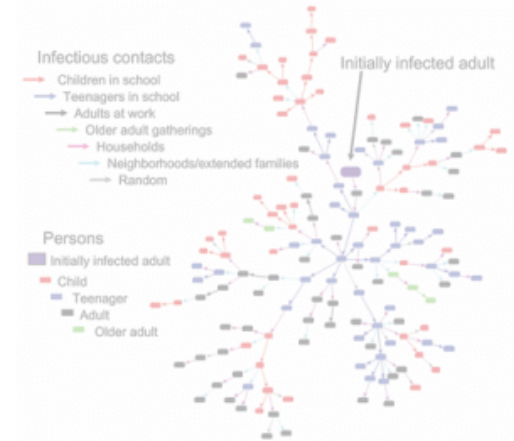 Infectious contacts
Children in school
Teenagers in school
Adults at work
Older adult gatherings
Households
Neighborhoods/extended families
Random
Initially infected adult
Persons
Initially infected adult
Child
Teenager
Adult
Older adult